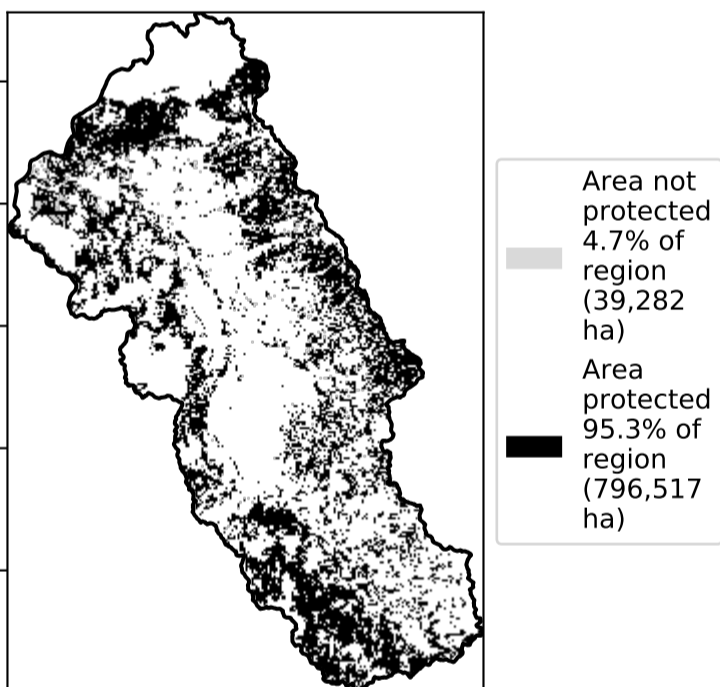 Area not
protected
4.7% of
region
(39,282
ha)
Area
protected
95.3% of
region
(796,517
ha)